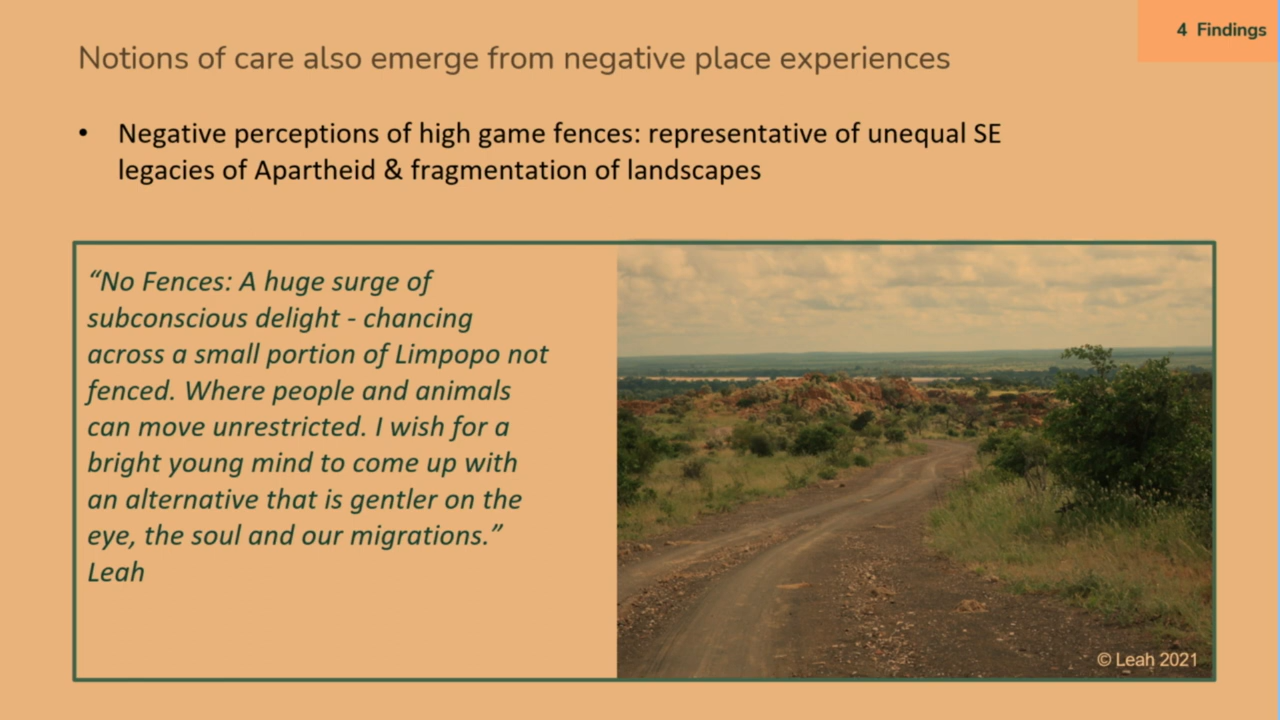 4 Findings
Notions of care also emerge from negative place experiences
• Negative perceptions of high game fences: representative of unequal SE
legacies of Apartheid & fragmentation of landscapes
“No Fences: A huge surge of
subconscious delight - chancing
across a small portion of Limpopo not
fenced. Where people and animals
can move unrestricted. I wish for a
bright young mind to come up with
an alternative that is gentler on the
eye, the soul and our migrations.”
Leah
© Leah 2021